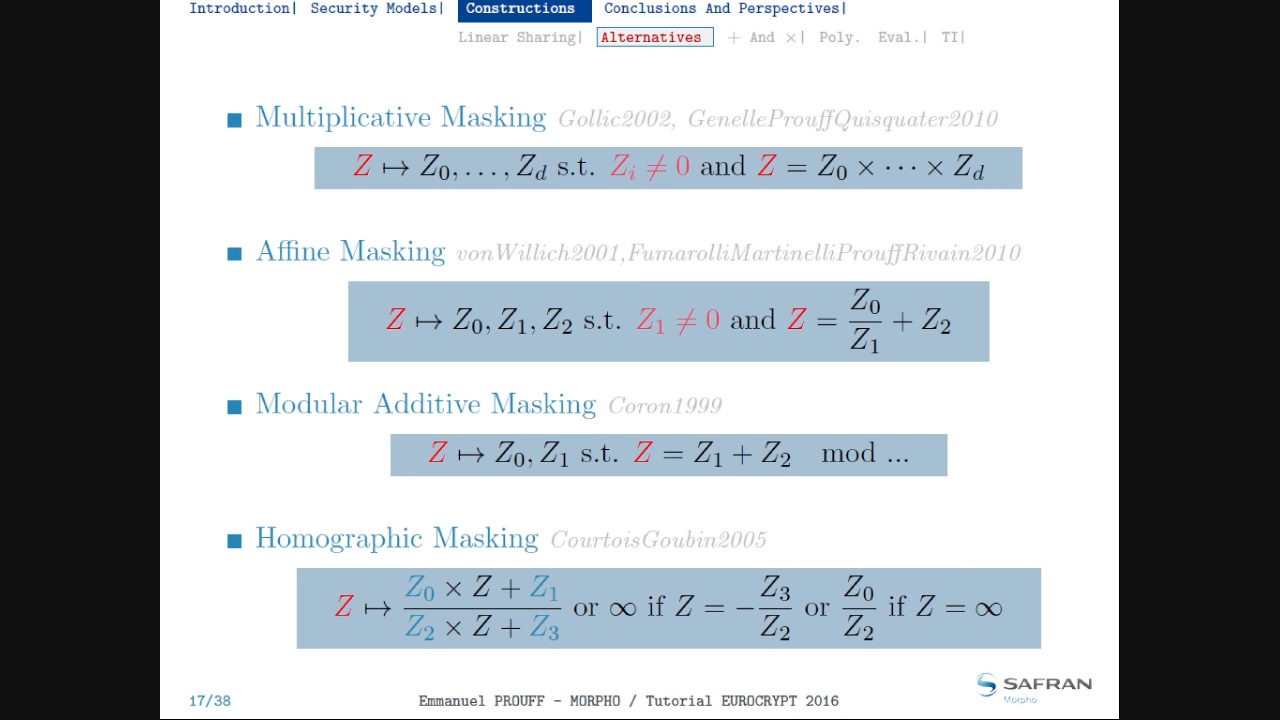 Introduction| Security Models| Constructions Conclusions And Perspectives|
Linear Sharing| Alternatives + And ×| Poly. Eval.| TI|
■ Multiplicative Masking Gollic2002, GenelleProuffQuisquater2010
Z ↦ Z₀, . . . , Z_d s.t. Z_i ≠ 0 and Z = Z₀ × · · · × Z_d
■ Affine Masking vonWillich2001,FumarolliMartinelliProuffRivain2010
Z ↦ Z₀, Z₁, Z₂ s.t. Z₁ ≠ 0 and Z = Z₀/Z₁ + Z₂
■ Modular Additive Masking Coron1999
Z ↦ Z₀, Z₁ s.t. Z = Z₁ + Z₂ mod ...
■ Homographic Masking CourtoisGoubin2005
Z ↦ (Z₀ × Z + Z₁)/(Z₂ × Z + Z₃) or ∞ if Z = −Z₃/Z₂ or Z₀/Z₂ if Z = ∞
SAFRAN
Morpho
17/38 Emmanuel PROUFF - MORPHO / Tutorial EUROCRYPT 2016